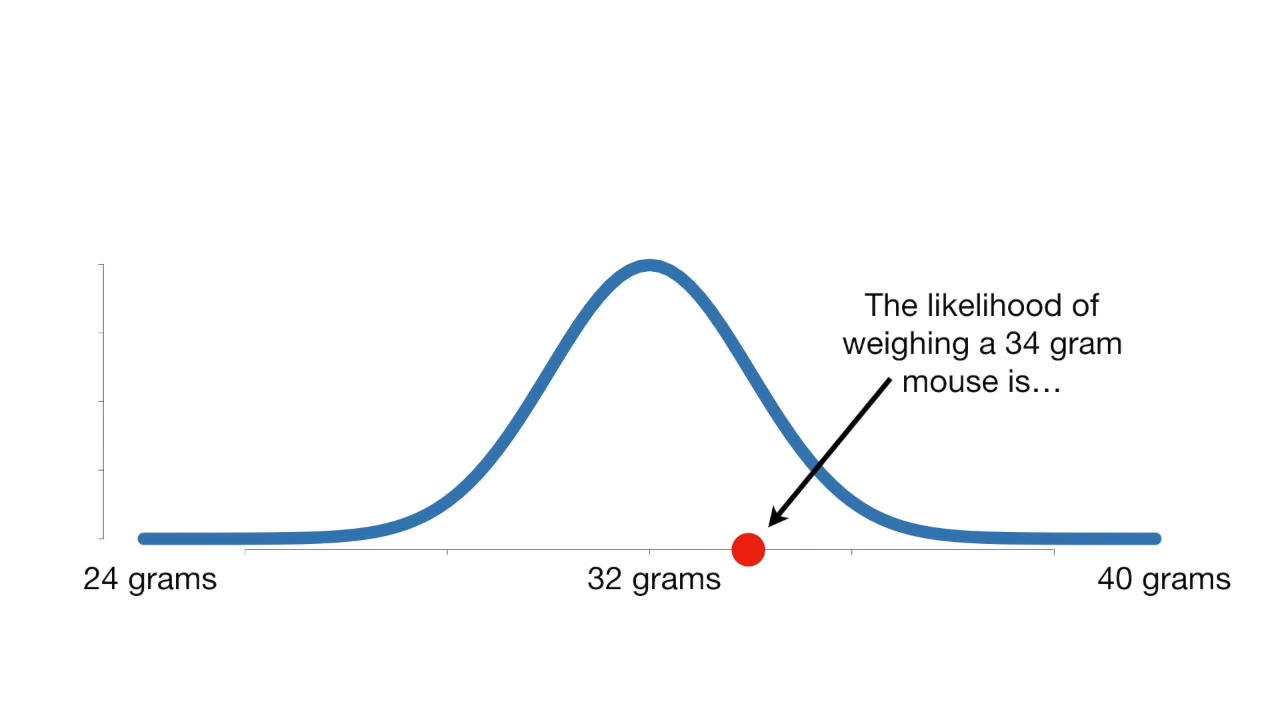 The likelihood of
weighing a 34 gram
mouse is…
24 grams
32 grams
40 grams